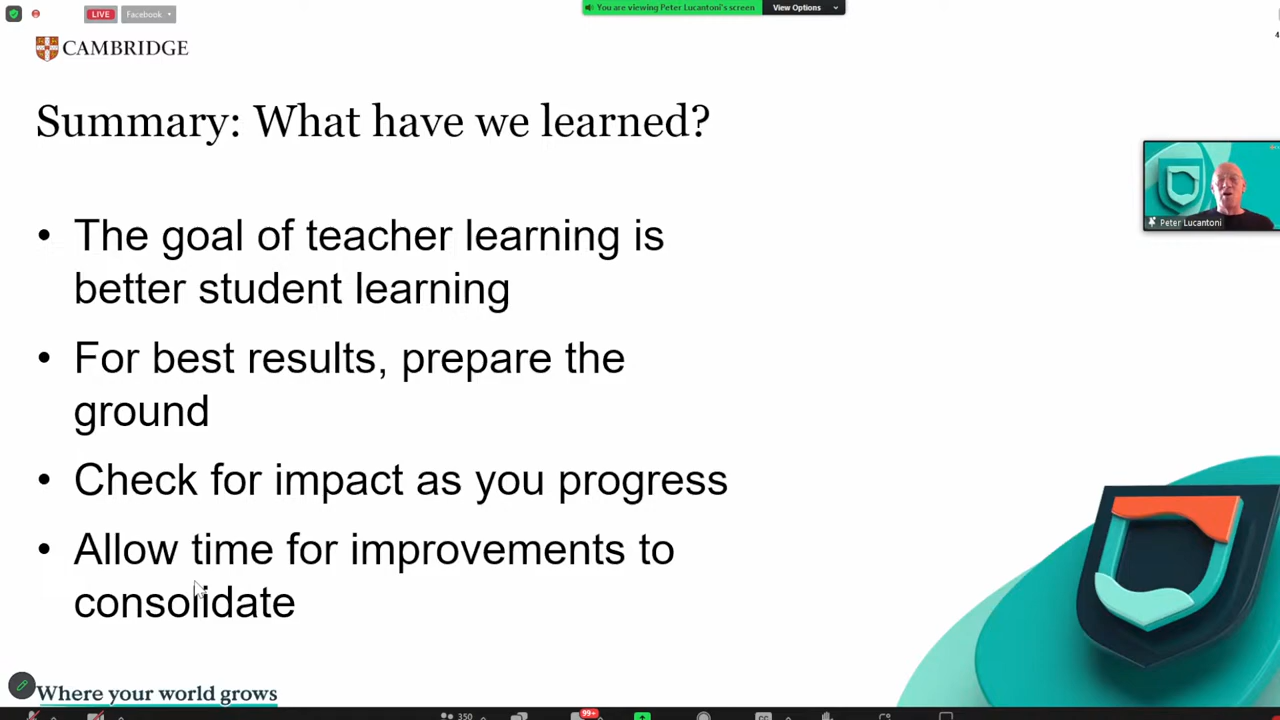 LIVE
Facebook
You are viewing Peter Lucantoni's screen
View Options
CAMBRIDGE
Summary: What have we learned?
Peter Lucantoni
• The goal of teacher learning is
better student learning
• For best results, prepare the
ground
• Check for impact as you progress
• Allow time for improvements to
consolidate
Where your world grows
350
99+